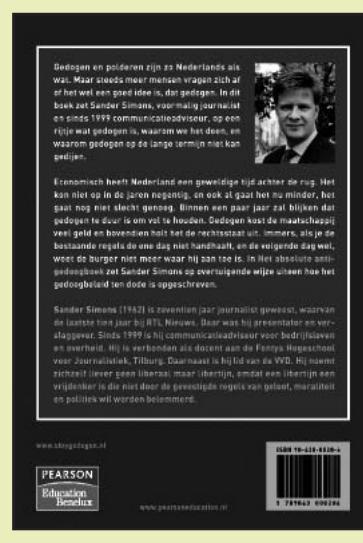 Gedogen en polderen zijn zo Nederlands als
wat. Maar steeds meer mensen vragen zich af
of het wel een goed idee is, dat gedogen. In dit
boek zet Sander Simons, voormalig journalist
en sinds 1999 communicatieadviseur, op een
rijtje wat gedogen is, waarom we het doen, en
waarom gedogen op de lange termijn niet kan
gedijen.
Economisch heeft Nederland een geweldige tijd achter de rug. Het
kon niet op in de jaren negentig, en ook al gaat het nu minder, het
gaat nog niet slecht genoeg. Binnen een paar jaar zal blijken dat
gedogen te duur is om vol te houden. Gedogen kost de maatschappij
veel geld en bovendien holt het de rechtsstaat uit. Immers, als je de
bestaande regels de ene dag niet handhaaft, en de volgende dag wel,
weet de burger niet meer waar hij aan toe is. In Het absolute anti-
gedoogboek zet Sander Simons op overtuigende wijze uiteen hoe het
gedoogbeleid ten dode is opgeschreven.
Sander Simons (1962) is zeventien jaar journalist geweest, waarvan
de laatste tien jaar bij RTL Nieuws. Daar was hij presentator en ver-
slaggever. Sinds 1999 is hij communicatieadviseur voor bedrijfsleven
en overheid. Hij is verbonden als docent aan de Fontys Hogeschool
voor Journalistiek, Tilburg. Daarnaast is hij lid van de VVD. Hij noemt
zichzelf liever geen liberaal maar libertijn, omdat een libertijn een
vrijdenker is die niet door de gevestigde regels van geloof, moraliteit
en politiek wil worden belemmerd.
PEARSON
Education
Benelux
www.pearsoneducation.nl
ISBN